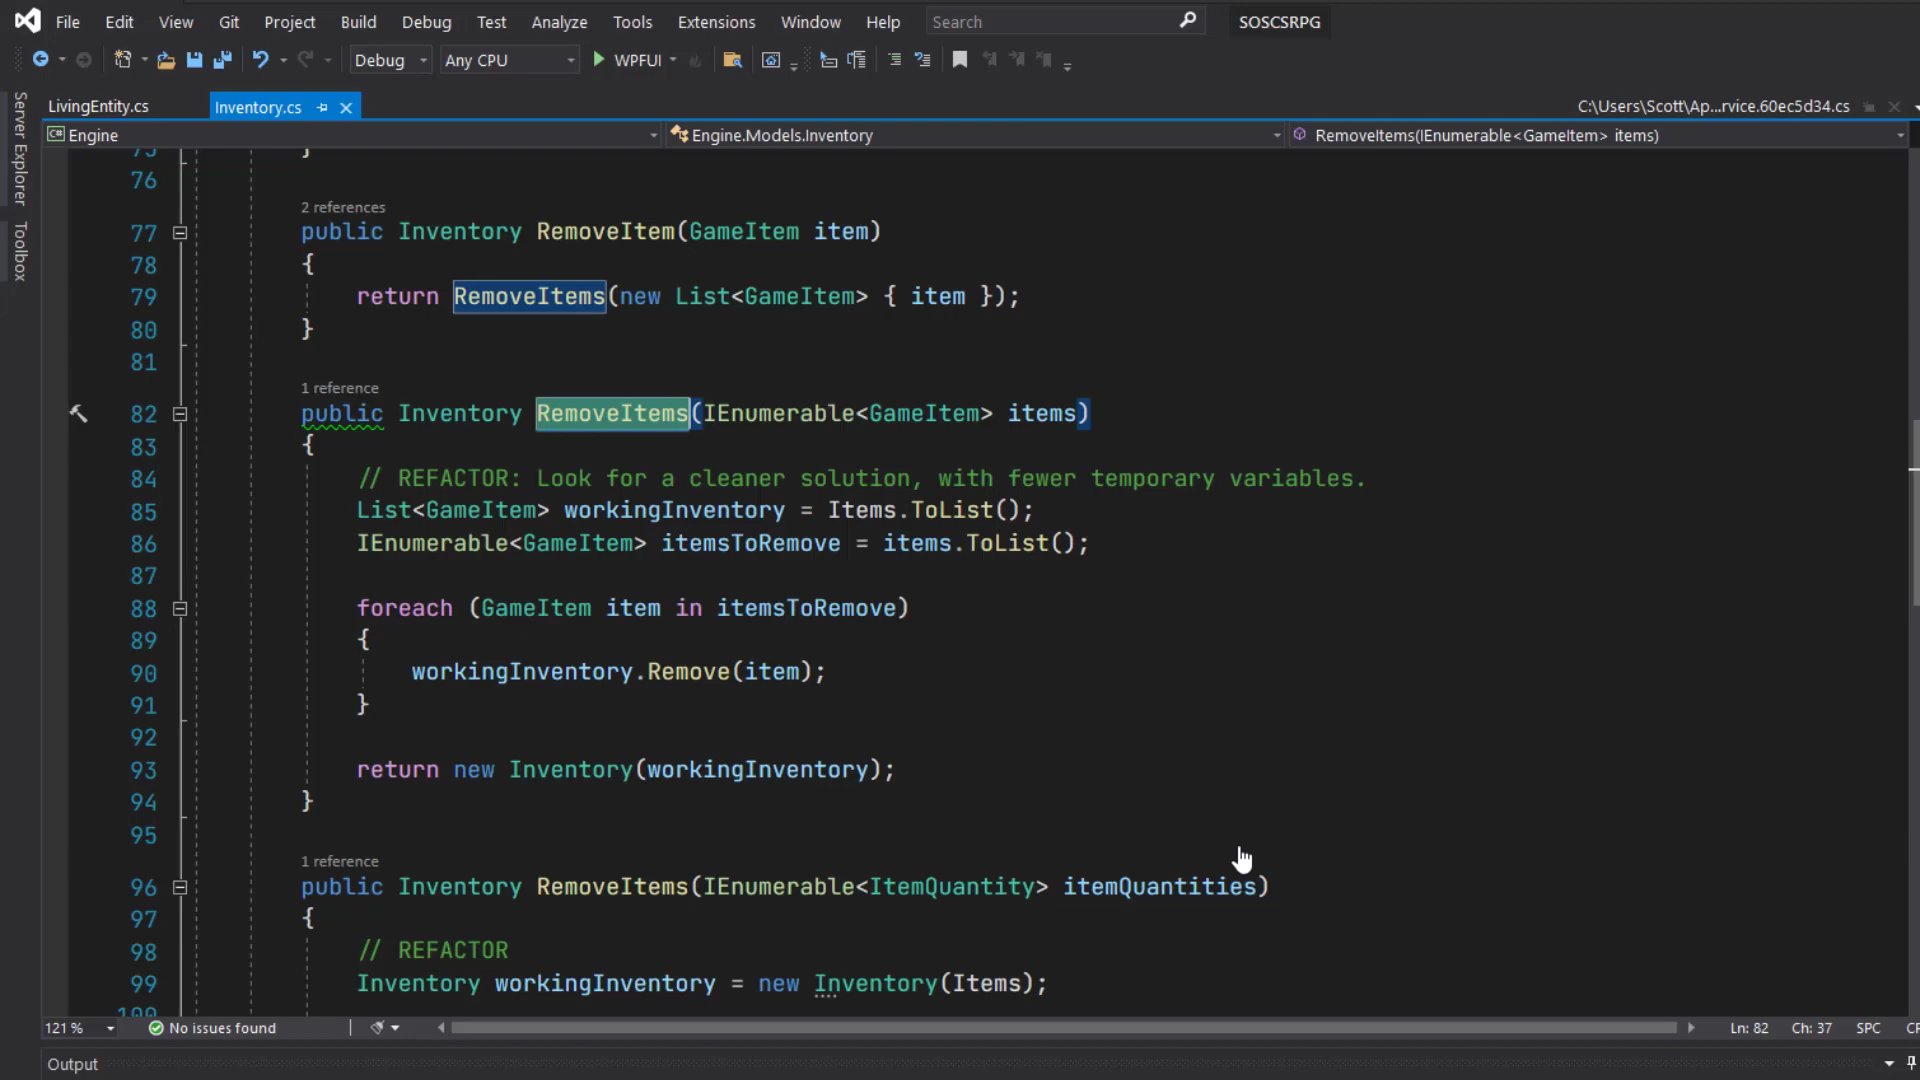 File Edit View Git Project Build Debug Test Analyze Tools Extensions Window Help Search SOSCSRPG
Debug Any CPU WPFUI
Server Explorer
Toolbox
LivingEntity.cs Inventory.cs C:\Users\Scott\Ap...rvice.60ec5d34.cs
C# Engine Engine.Models.Inventory RemoveItems(IEnumerable<GameItem> items)
75 }
76
2 references
77 public Inventory RemoveItem(GameItem item)
78 {
79 return RemoveItems(new List<GameItem> { item });
80 }
81
1 reference
82 public Inventory RemoveItems(IEnumerable<GameItem> items)
83 {
84 // REFACTOR: Look for a cleaner solution, with fewer temporary variables.
85 List<GameItem> workingInventory = Items.ToList();
86 IEnumerable<GameItem> itemsToRemove = items.ToList();
87
88 foreach (GameItem item in itemsToRemove)
89 {
90 workingInventory.Remove(item);
91 }
92
93 return new Inventory(workingInventory);
94 }
95
1 reference
96 public Inventory RemoveItems(IEnumerable<ItemQuantity> itemQuantities)
97 {
98 // REFACTOR
99 Inventory workingInventory = new Inventory(Items);
100
121 % No issues found Ln: 82 Ch: 37 SPC
Output